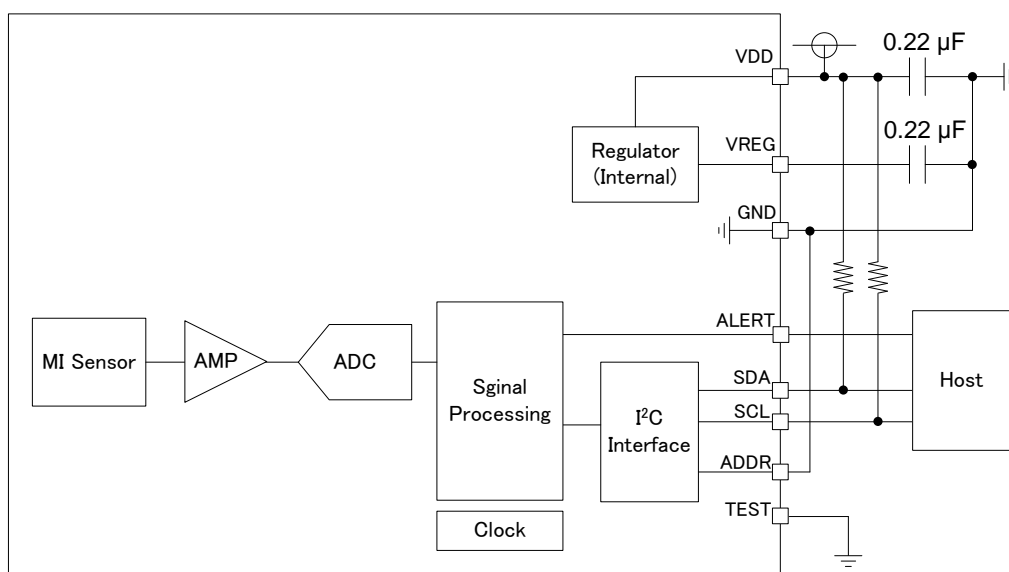 VDD
0.22 µF
VREG
0.22 µF
Regulator
(Internal)
GND
ALERT
MI Sensor
AMP
ADC
Sginal
Processing
SDA
SCL
I²C
Interface
ADDR
Host
TEST
Clock